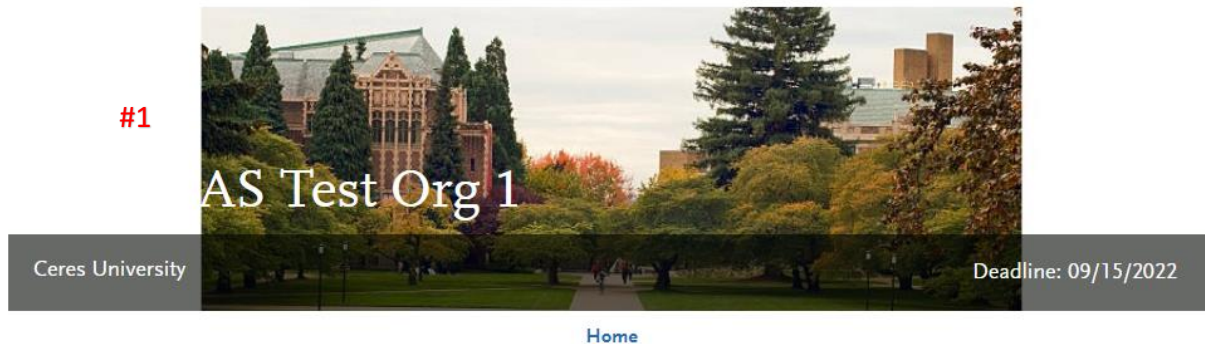 #1
AS Test Org 1
Ceres University
Deadline: 09/15/2022
Home